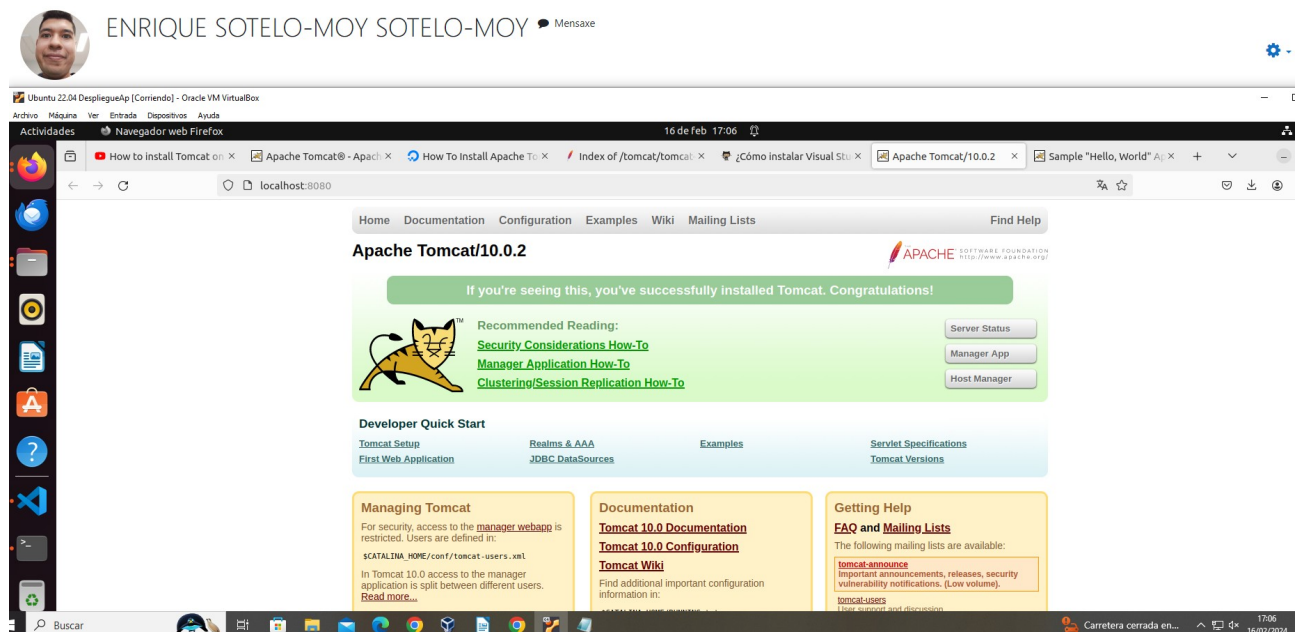 ENRIQUE SOTELO-MOY SOTELO-MOY Mensaxe
Ubuntu 22.04 DespliegueAp [Corriendo] - Oracle VM VirtualBox
Archivo Máquina Ver Entrada Dispositivos Ayuda
Actividades Navegador web Firefox 16 de feb 17:06
How to install Tomcat on Apache Tomcat® - Apach How To Install Apache To Index of /tomcat/tomcat ¿Cómo instalar Visual Stu Apache Tomcat/10.0.2 Sample "Hello, World" Ap
localhost:8080
Home Documentation Configuration Examples Wiki Mailing Lists Find Help
Apache Tomcat/10.0.2
APACHE SOFTWARE FOUNDATION
http://www.apache.org/
If you're seeing this, you've successfully installed Tomcat. Congratulations!
TM
Recommended Reading:
Security Considerations How-To
Manager Application How-To
Clustering/Session Replication How-To
Server Status
Manager App
Host Manager
Developer Quick Start
Tomcat Setup Realms & AAA Examples Servlet Specifications
First Web Application JDBC DataSources Tomcat Versions
Managing Tomcat
For security, access to the manager webapp is
restricted. Users are defined in:
$CATALINA_HOME/conf/tomcat-users.xml
In Tomcat 10.0 access to the manager
application is split between different users.
Read more...
Documentation
Tomcat 10.0 Documentation
Tomcat 10.0 Configuration
Tomcat Wiki
Find additional important configuration
information in:
Getting Help
FAQ and Mailing Lists
The following mailing lists are available:
tomcat-announce
Important announcements, releases, security
vulnerability notifications. (Low volume).
tomcat-users
User support and discussion
Buscar Carretera cerrada en... 17:06
16/02/2024